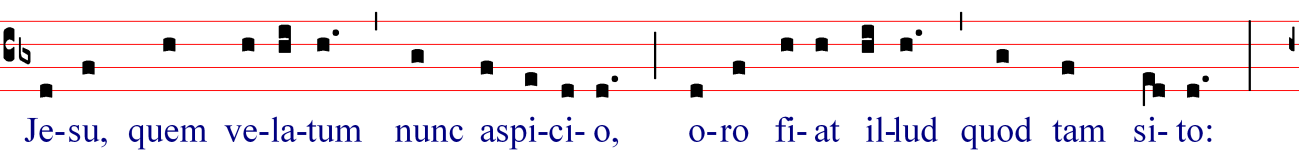 Je-su, quem ve-la-tum nunc aspi-ci-o, o-ro fi-at il-lud quod tam si-to: